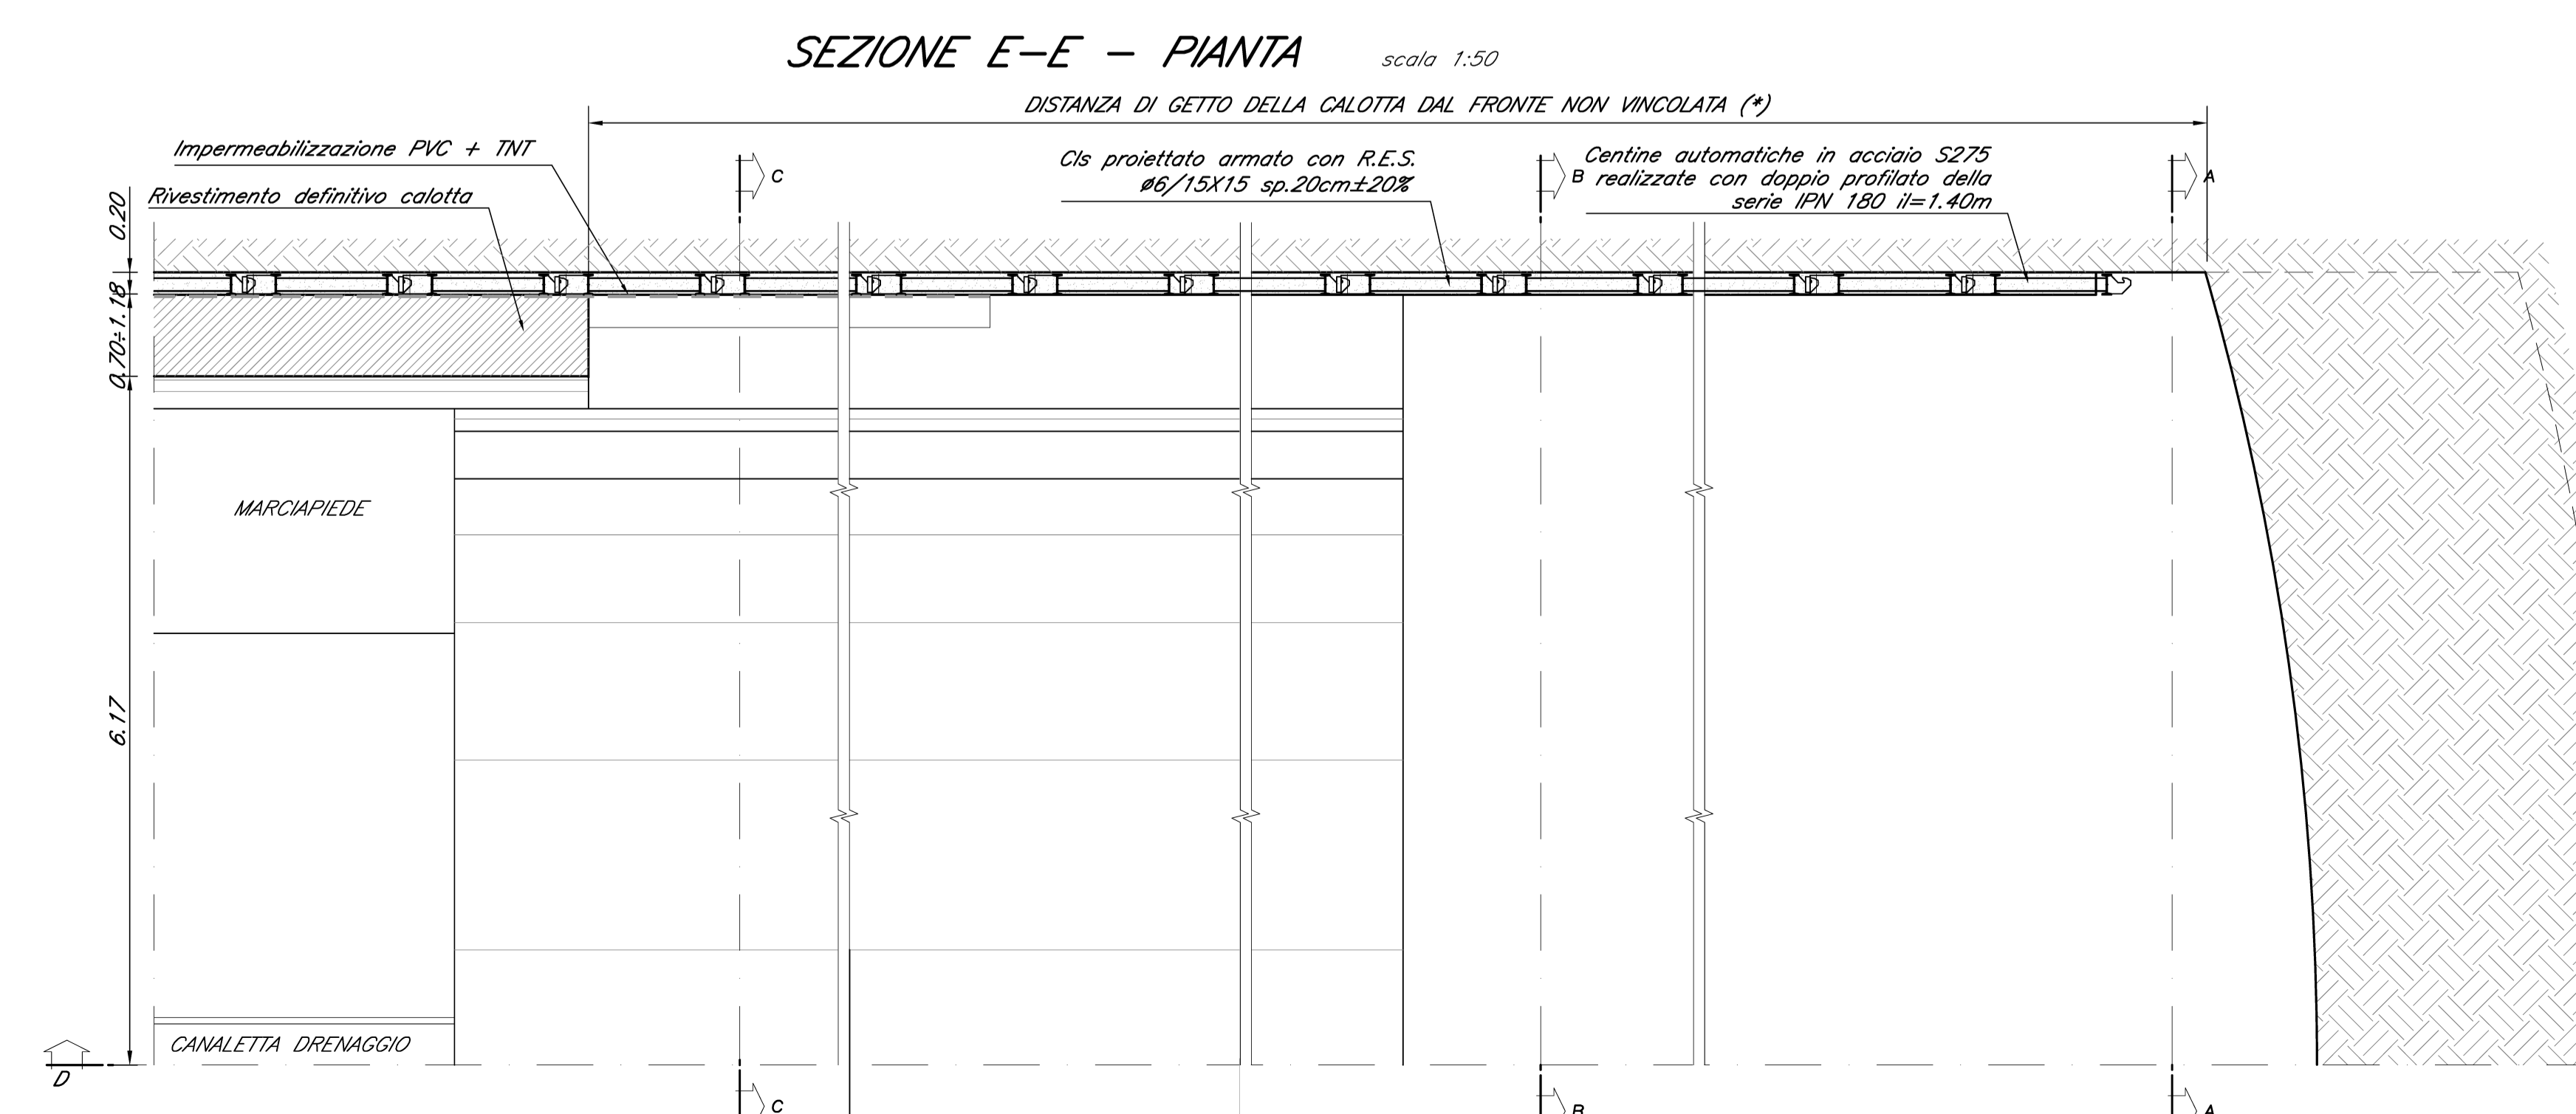 SEZIONE E-E - PIANTA scala 1:50
DISTANZA DI GETTO DELLA CALOTTA DAL FRONTE NON VINCOLATA (*)
Impermeabilizzazione PVC + TNT
Rivestimento definitivo calotta
Cls proiettato armato con R.E.S.
ø6/15X15 sp.20cm±20%
Centine automatiche in acciaio S275
realizzate con doppio profilato della
serie IPN 180 il=1.40m
C
B
A
0.20
0.70÷1.18
6.17
MARCIAPIEDE
CANALETTA DRENAGGIO
D
C
B
A